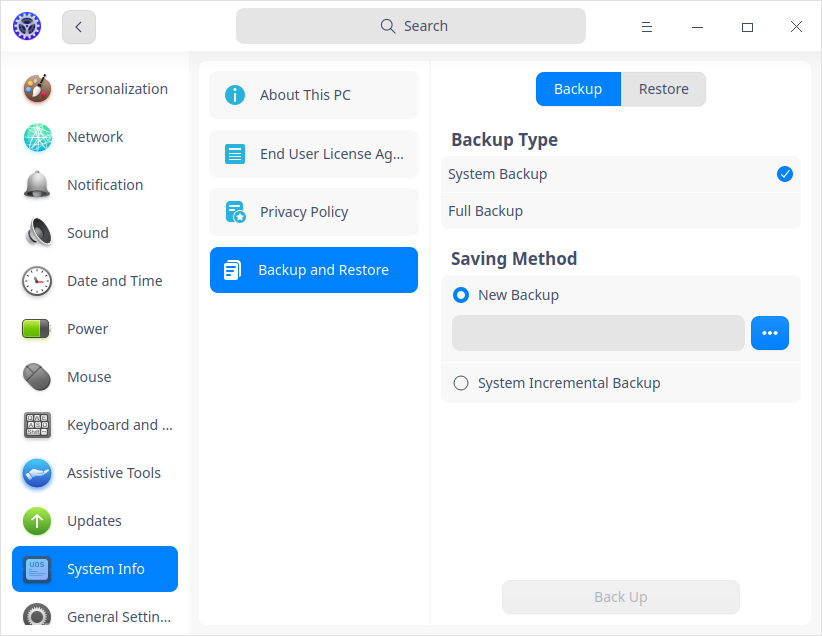 Search
Personalization
Network
Notification
Sound
Date and Time
Power
Mouse
Keyboard and ...
Assistive Tools
Updates
UOS
System Info
General Settin...
About This PC
End User License Ag...
Privacy Policy
Backup and Restore
Backup Restore
Backup Type
System Backup
Full Backup
Saving Method
New Backup
System Incremental Backup
Back Up